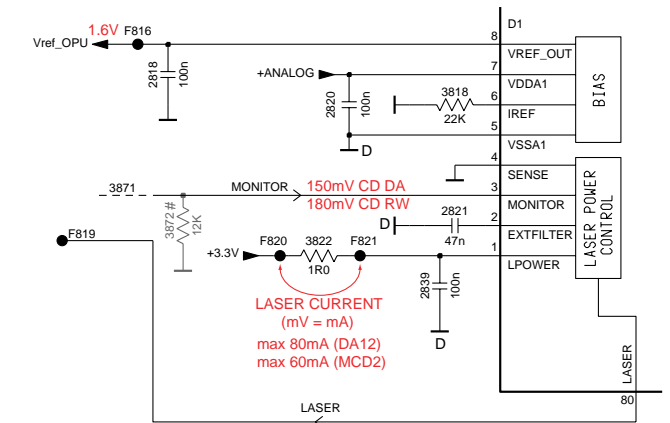 1.6V F816
Vref_OPU
2818
100n
+ANALOG
2820
100n
D
3818
22K
D1
8
VREF_OUT
7
VDDA1
6
IREF
5
VSSA1
4
SENSE
3
MONITOR
2
EXTFILTER
1
LPOWER
BIAS
LASER POWER
CONTROL
3871
3872 #
12K
MONITOR
150mV CD DA
180mV CD RW
D
2821
47n
F819
+3.3V
F820
3822
1R0
F821
2839
100n
D
LASER CURRENT
(mV = mA)
max 80mA (DA12)
max 60mA (MCD2)
LASER
80
LASER